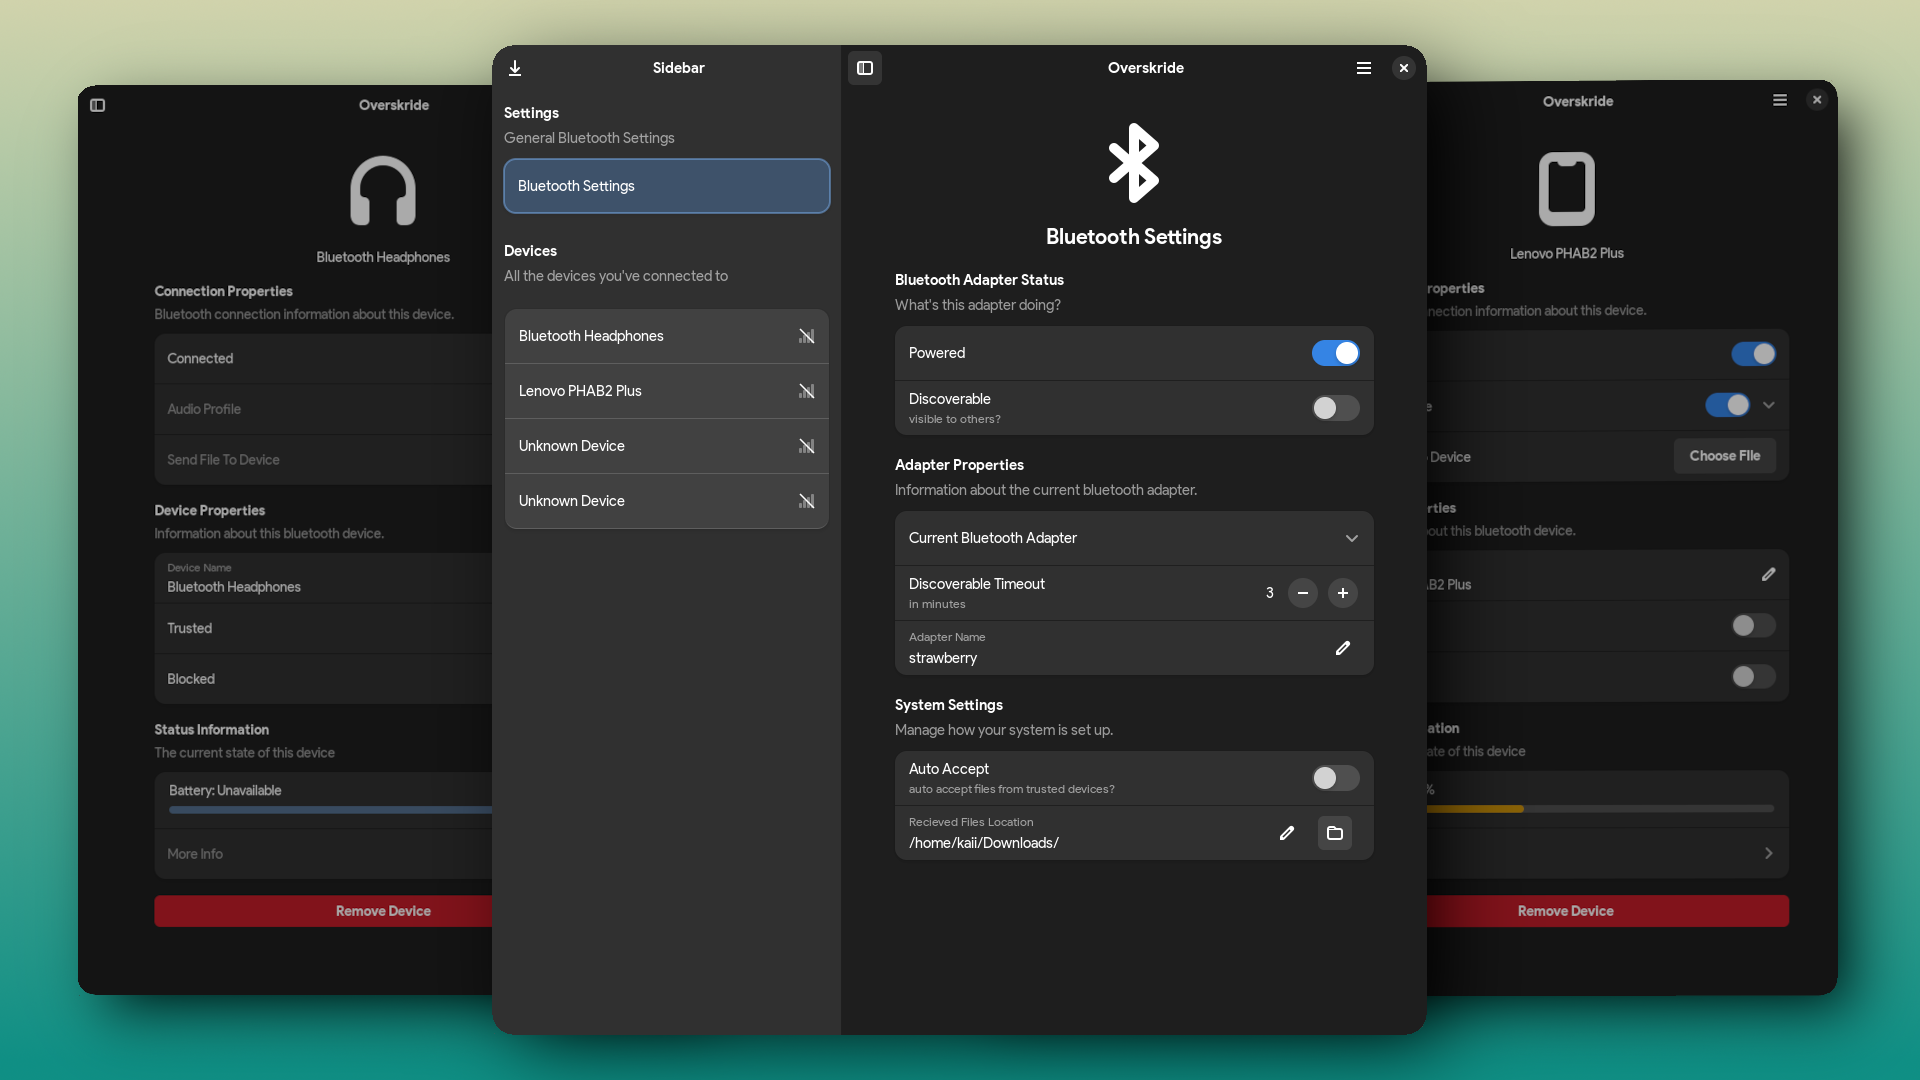 Overskride
Bluetooth Headphones
Connection Properties
Bluetooth connection information about this device.
Connected
Audio Profile
Send File To Device
Device Properties
Information about this bluetooth device.
Device Name
Bluetooth Headphones
Trusted
Blocked
Status Information
The current state of this device
Battery: Unavailable
More Info
Remove Device
Sidebar
Settings
General Bluetooth Settings
Bluetooth Settings
Devices
All the devices you've connected to
Bluetooth Headphones
Lenovo PHAB2 Plus
Unknown Device
Unknown Device
Overskride
Bluetooth Settings
Bluetooth Adapter Status
What's this adapter doing?
Powered
Discoverable
visible to others?
Adapter Properties
Information about the current bluetooth adapter.
Current Bluetooth Adapter
Discoverable Timeout
in minutes
3
Adapter Name
strawberry
System Settings
Manage how your system is set up.
Auto Accept
auto accept files from trusted devices?
Recieved Files Location
/home/kaii/Downloads/
Overskride
Lenovo PHAB2 Plus
roperties
nection information about this device.
e
Device
Choose File
rties
out this bluetooth device.
B2 Plus
ation
ate of this device
%
Remove Device